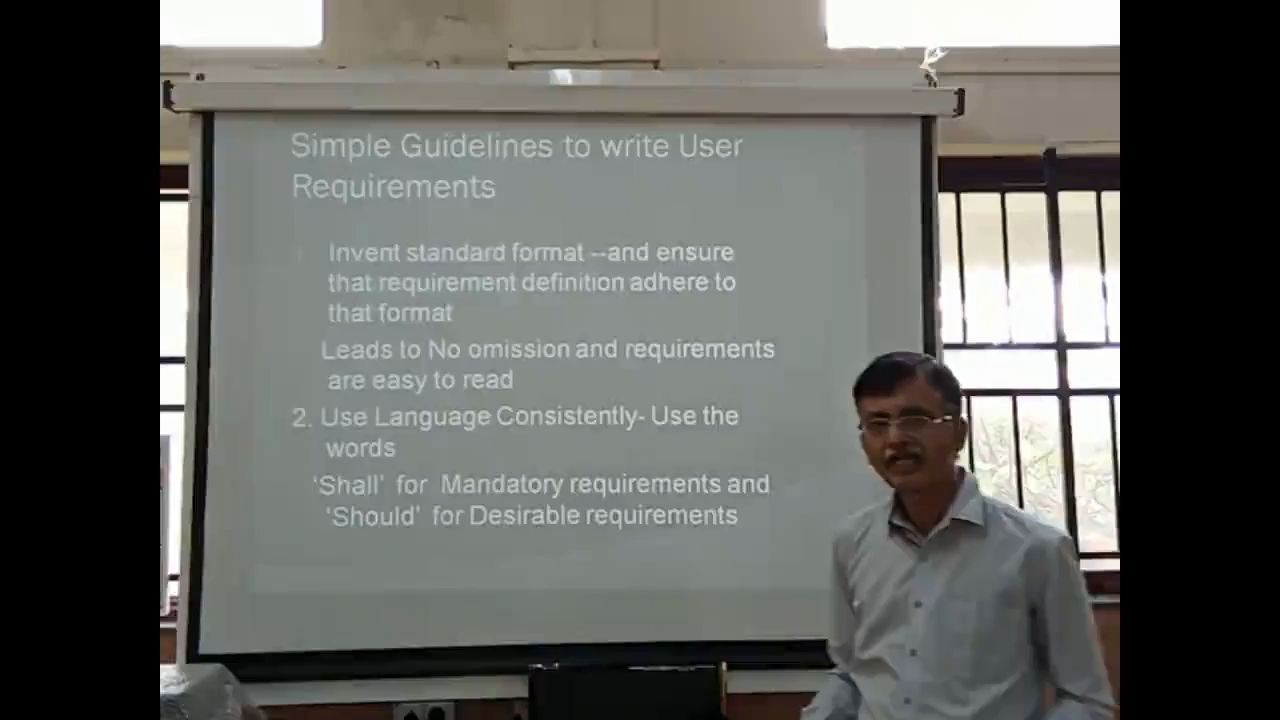 Simple Guidelines to write User
Requirements
Invent standard format --and ensure
that requirement definition adhere to
that format
Leads to No omission and requirements
are easy to read
2. Use Language Consistently- Use the
words
‘Shall’ for Mandatory requirements and
‘Should’ for Desirable requirements